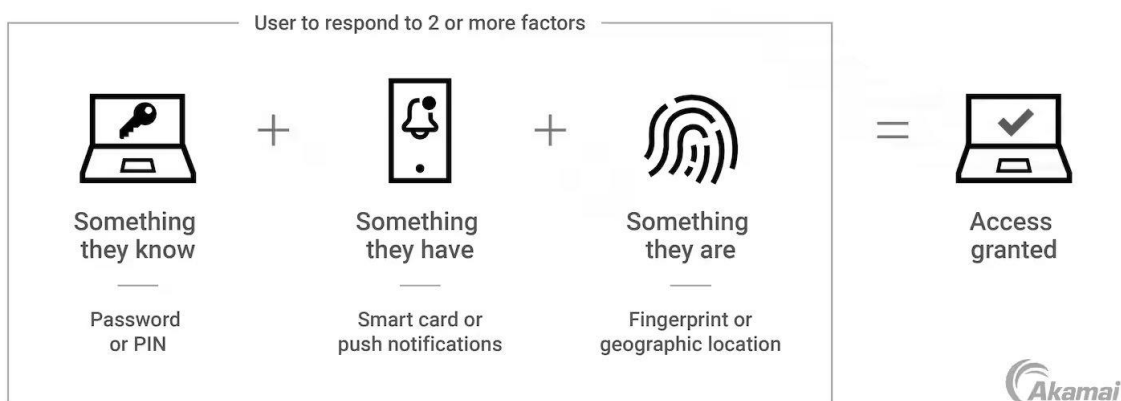 User to respond to 2 or more factors
Something
they know
Password
or PIN
Something
they have
Smart card or
push notifications
Something
they are
Fingerprint or
geographic location
Access
granted
Akamai